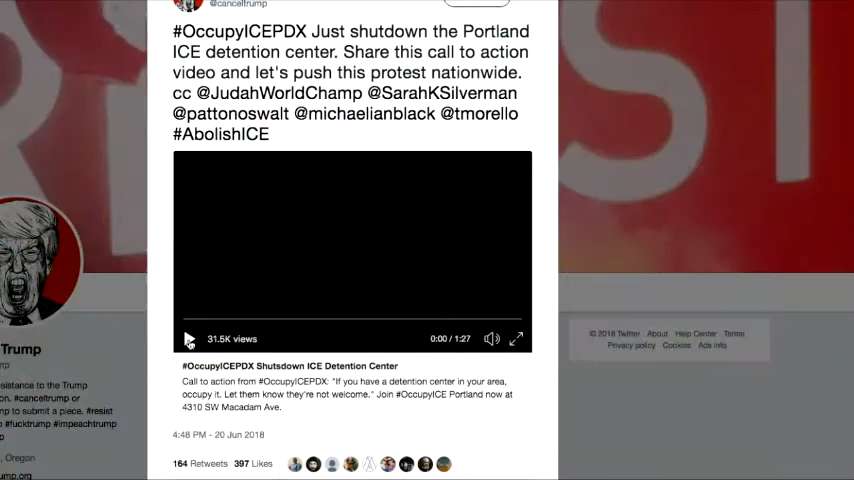 @canceltrump
#OccupyICEPDX Just shutdown the Portland
ICE detention center. Share this call to action
video and let's push this protest nationwide.
cc @JudahWorldChamp @SarahKSilverman
@pattonoswalt @michaelianblack @tmorello
#AbolishICE
31.5K views
0:00 / 1:27
#OccupyICEPDX Shutsdown ICE Detention Center
Call to action from #OccupyICEPDX: "If you have a detention center in your area,
occupy it. Let them know they're not welcome." Join #OccupyICE Portland now at
4310 SW Macadam Ave.
4:48 PM - 20 Jun 2018
164 Retweets 397 Likes
Trump
mp
sistance to the Trump
on. #canceltrump or
mp to submit a piece. #resist
#fucktrump #impeachtrump
p
, Oregon
ump.org
© 2018 Twitter About Help Center Terms
Privacy policy Cookies Ads info
ST